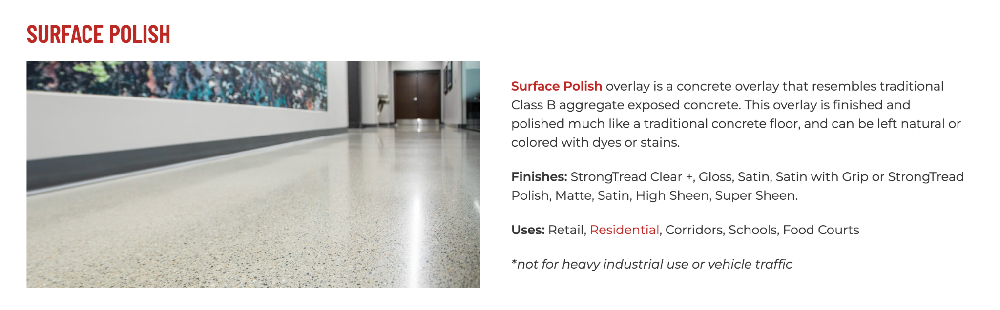 SURFACE POLISH
Surface Polish overlay is a concrete overlay that resembles traditional
Class B aggregate exposed concrete. This overlay is finished and
polished much like a traditional concrete floor, and can be left natural or
colored with dyes or stains.
Finishes: StrongTread Clear +, Gloss, Satin, Satin with Grip or StrongTread
Polish, Matte, Satin, High Sheen, Super Sheen.
Uses: Retail, Residential, Corridors, Schools, Food Courts
*not for heavy industrial use or vehicle traffic